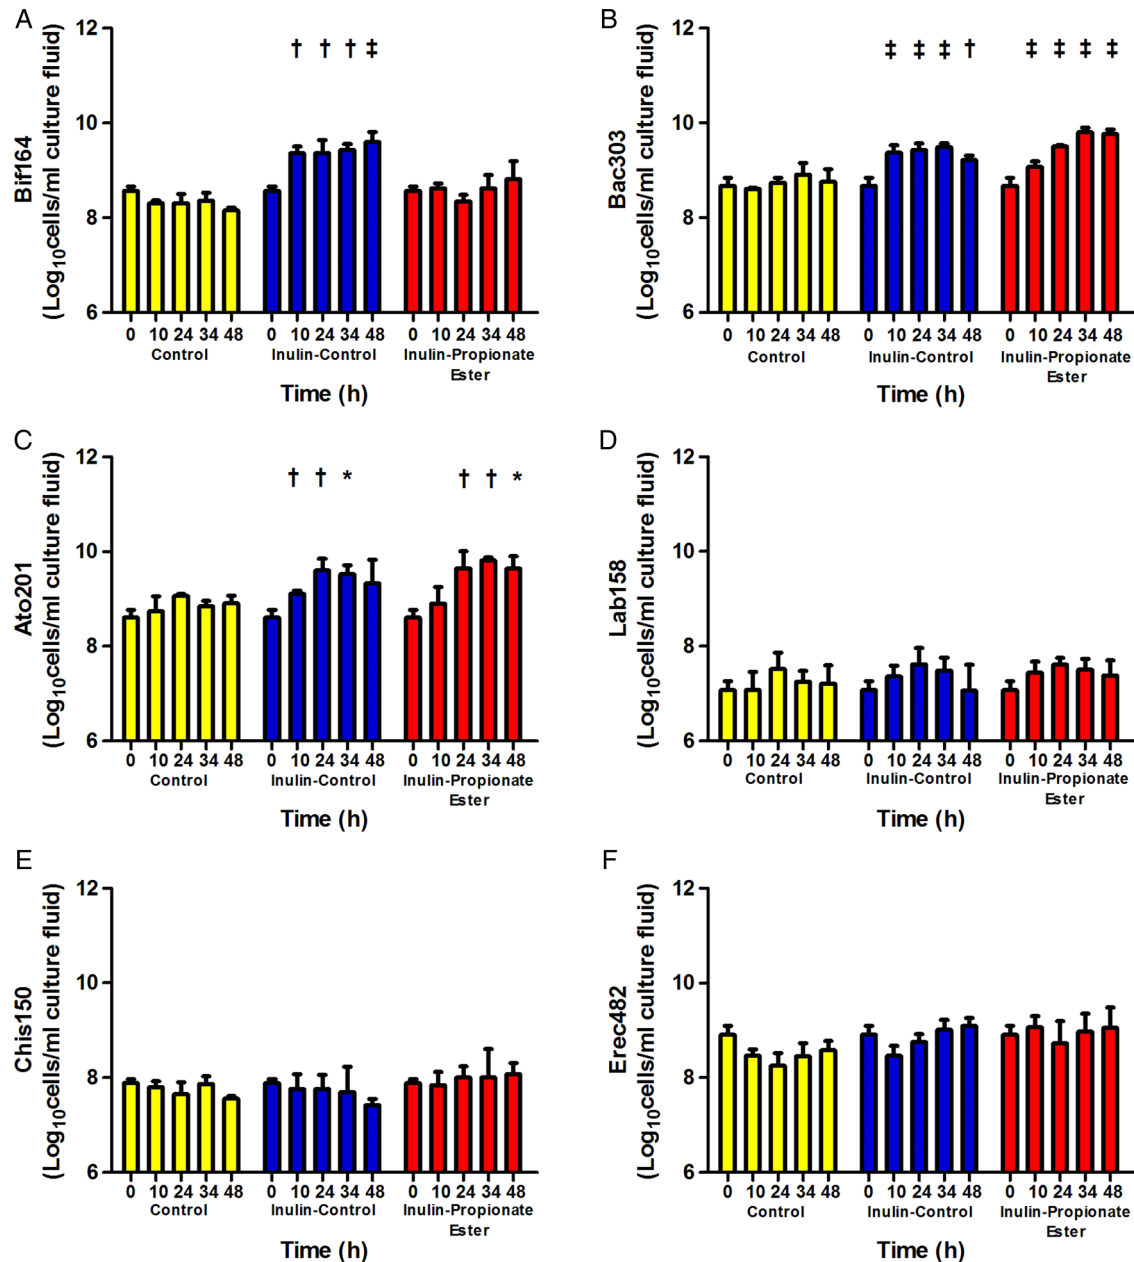 A
Bif164
(Log10cells/ml culture fluid)
12
10
8
6
† † † ‡
0 10 24 34 48 0 10 24 34 48 0 10 24 34 48
Control Inulin-Control Inulin-Propionate
Ester
Time (h)
B
Bac303
(Log10cells/ml culture fluid)
12
10
8
6
‡ ‡ ‡ † ‡ ‡ ‡ ‡
0 10 24 34 48 0 10 24 34 48 0 10 24 34 48
Control Inulin-Control Inulin-Propionate
Ester
Time (h)
C
Ato201
(Log10cells/ml culture fluid)
12
10
8
6
† † * † † *
0 10 24 34 48 0 10 24 34 48 0 10 24 34 48
Control Inulin-Control Inulin-Propionate
Ester
Time (h)
D
Lab158
(Log10cells/ml culture fluid)
12
10
8
6
0 10 24 34 48 0 10 24 34 48 0 10 24 34 48
Control Inulin-Control Inulin-Propionate
Ester
Time (h)
E
Chis150
(Log10cells/ml culture fluid)
12
10
8
6
0 10 24 34 48 0 10 24 34 48 0 10 24 34 48
Control Inulin-Control Inulin-Propionate
Ester
Time (h)
F
Erec482
(Log10cells/ml culture fluid)
12
10
8
6
0 10 24 34 48 0 10 24 34 48 0 10 24 34 48
Control Inulin-Control Inulin-Propionate
Ester
Time (h)